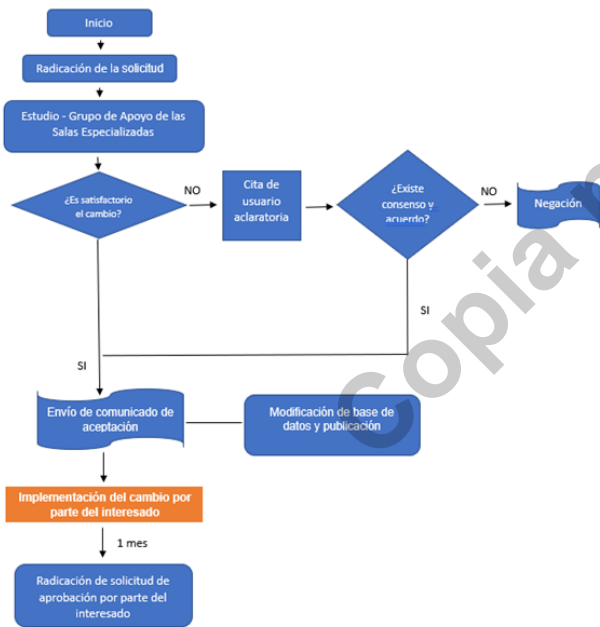 Inicio
Radicación de la solicitud
Estudio - Grupo de Apoyo de las
Salas Especializadas
¿Es satisfactorio
el cambio?
NO
Cita de
usuario
aclaratoria
¿Existe
consenso y
acuerdo?
NO
Negación
SI
SI
Envío de comunicado de
aceptación
Modificación de base de
datos y publicación
Implementación del cambio por
parte del interesado
1 mes
Radicación de solicitud de
aprobación por parte del
interesado
Copia